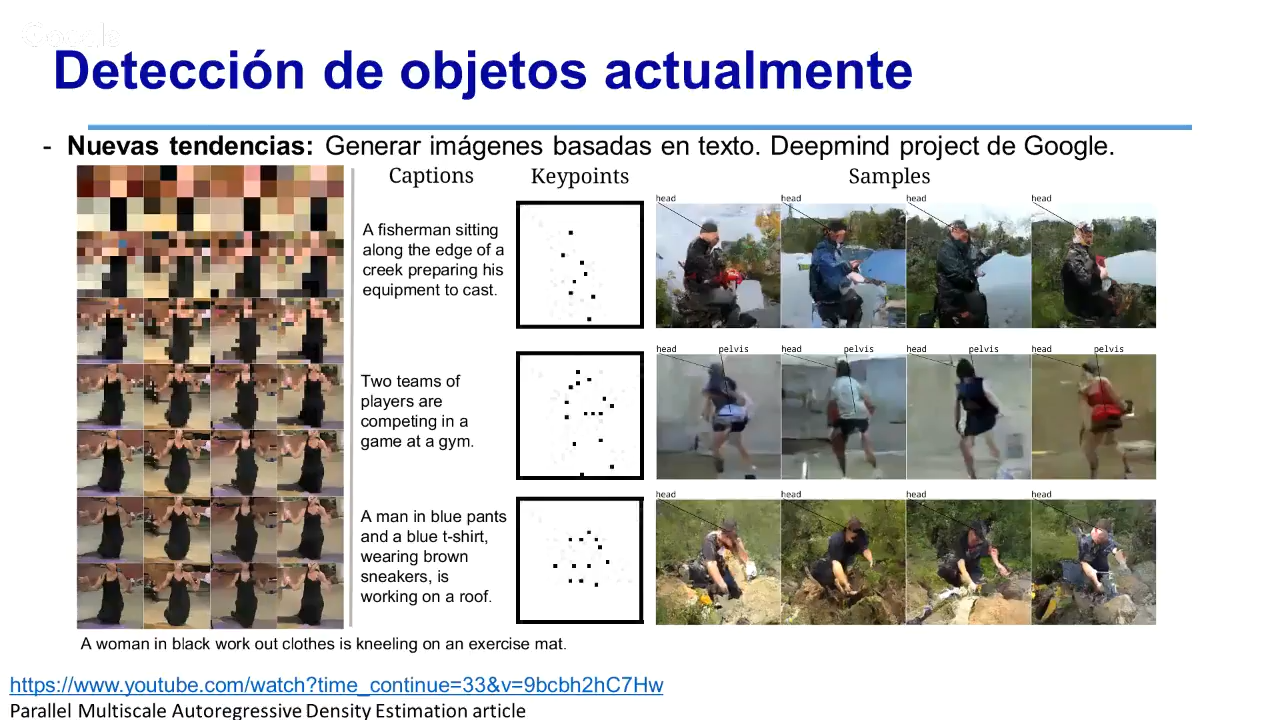 Google
Detección de objetos actualmente
- Nuevas tendencias: Generar imágenes basadas en texto. Deepmind project de Google.
Captions
Keypoints
Samples
A fisherman sitting
along the edge of a
creek preparing his
equipment to cast.
head
head
head
head
Two teams of
players are
competing in a
game at a gym.
head pelvis
head pelvis
head pelvis
head pelvis
A man in blue pants
and a blue t-shirt,
wearing brown
sneakers, is
working on a roof.
head
head
head
head
A woman in black work out clothes is kneeling on an exercise mat.
https://www.youtube.com/watch?time_continue=33&v=9bcbh2hC7Hw
Parallel Multiscale Autoregressive Density Estimation article